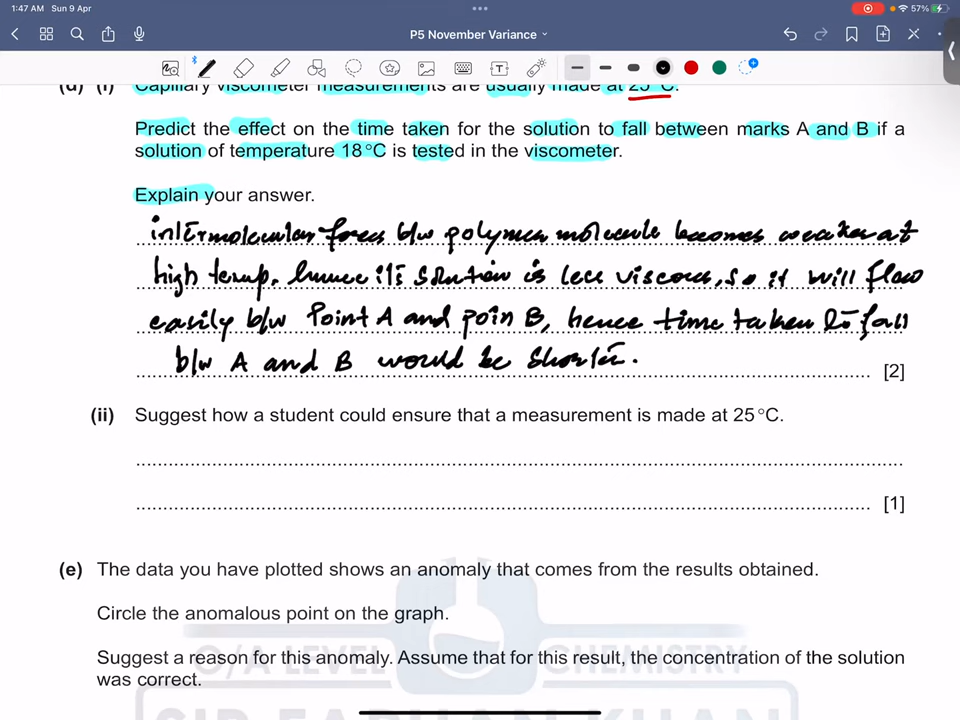 1:47 AM Sun 9 Apr
57%
P5 November Variance
(d) (i) Capillary viscometer measurements are usually made at 25 °C.
Predict the effect on the time taken for the solution to fall between marks A and B if a
solution of temperature 18 °C is tested in the viscometer.
Explain your answer.
intermolecular forces b/w polymer molecule becomes weaker at
high temp. hence its solution is less viscous, so it will flow
easily b/w Point A and poin B, hence time taken to fall
b/w A and B would be shorter.
[2]
(ii) Suggest how a student could ensure that a measurement is made at 25 °C.
[1]
(e) The data you have plotted shows an anomaly that comes from the results obtained.
Circle the anomalous point on the graph.
Suggest a reason for this anomaly. Assume that for this result, the concentration of the solution
was correct.
O/A LEVEL CHEMISTRY
SIR FARHAN KHAN